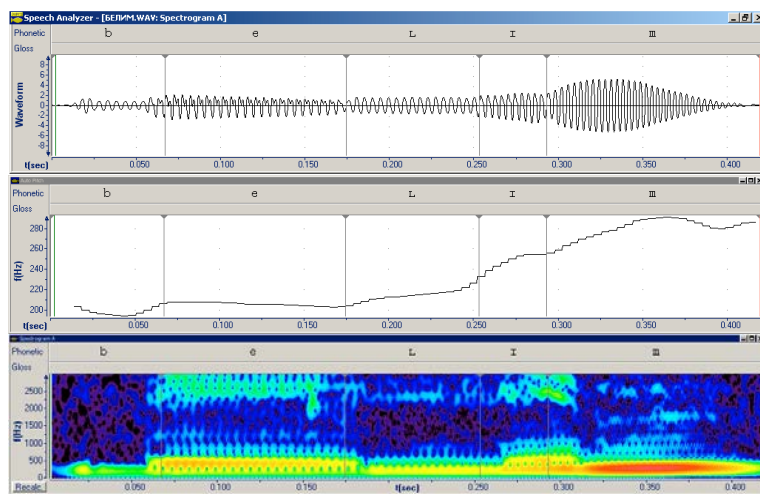 Speech Analyzer - [БЕЛИМ.WAV: Spectrogram A]
Phonetic b e ʟ ɪ m
Gloss
Waveform
8
6
4
2
0
-2
-4
-6
-8
t(sec) 0.050 0.100 0.150 0.200 0.250 0.300 0.350 0.400
Phonetic b e ʟ ɪ m
Gloss
f(Hz)
280
260
240
220
200
t(sec) 0.050 0.100 0.150 0.200 0.250 0.300 0.350 0.400
Spectrogram A
Phonetic b e ʟ ɪ m
Gloss
f(Hz)
2500
2000
1500
1000
500
0
Recalc. 0.050 0.100 0.150 t(sec) 0.200 0.250 0.300 0.350 0.400